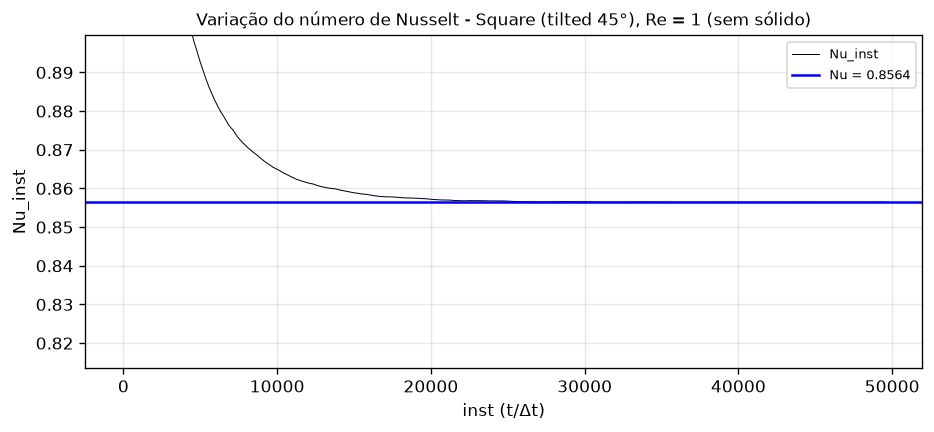 Variação do número de Nusselt - Square (tilted 45°), Re = 1 (sem sólido)
Nu_inst
Nu = 0.8564
0.89
0.88
0.87
0.86
0.85
0.84
0.83
0.82
Nu_inst
0 10000 20000 30000 40000 50000
inst (t/Δt)